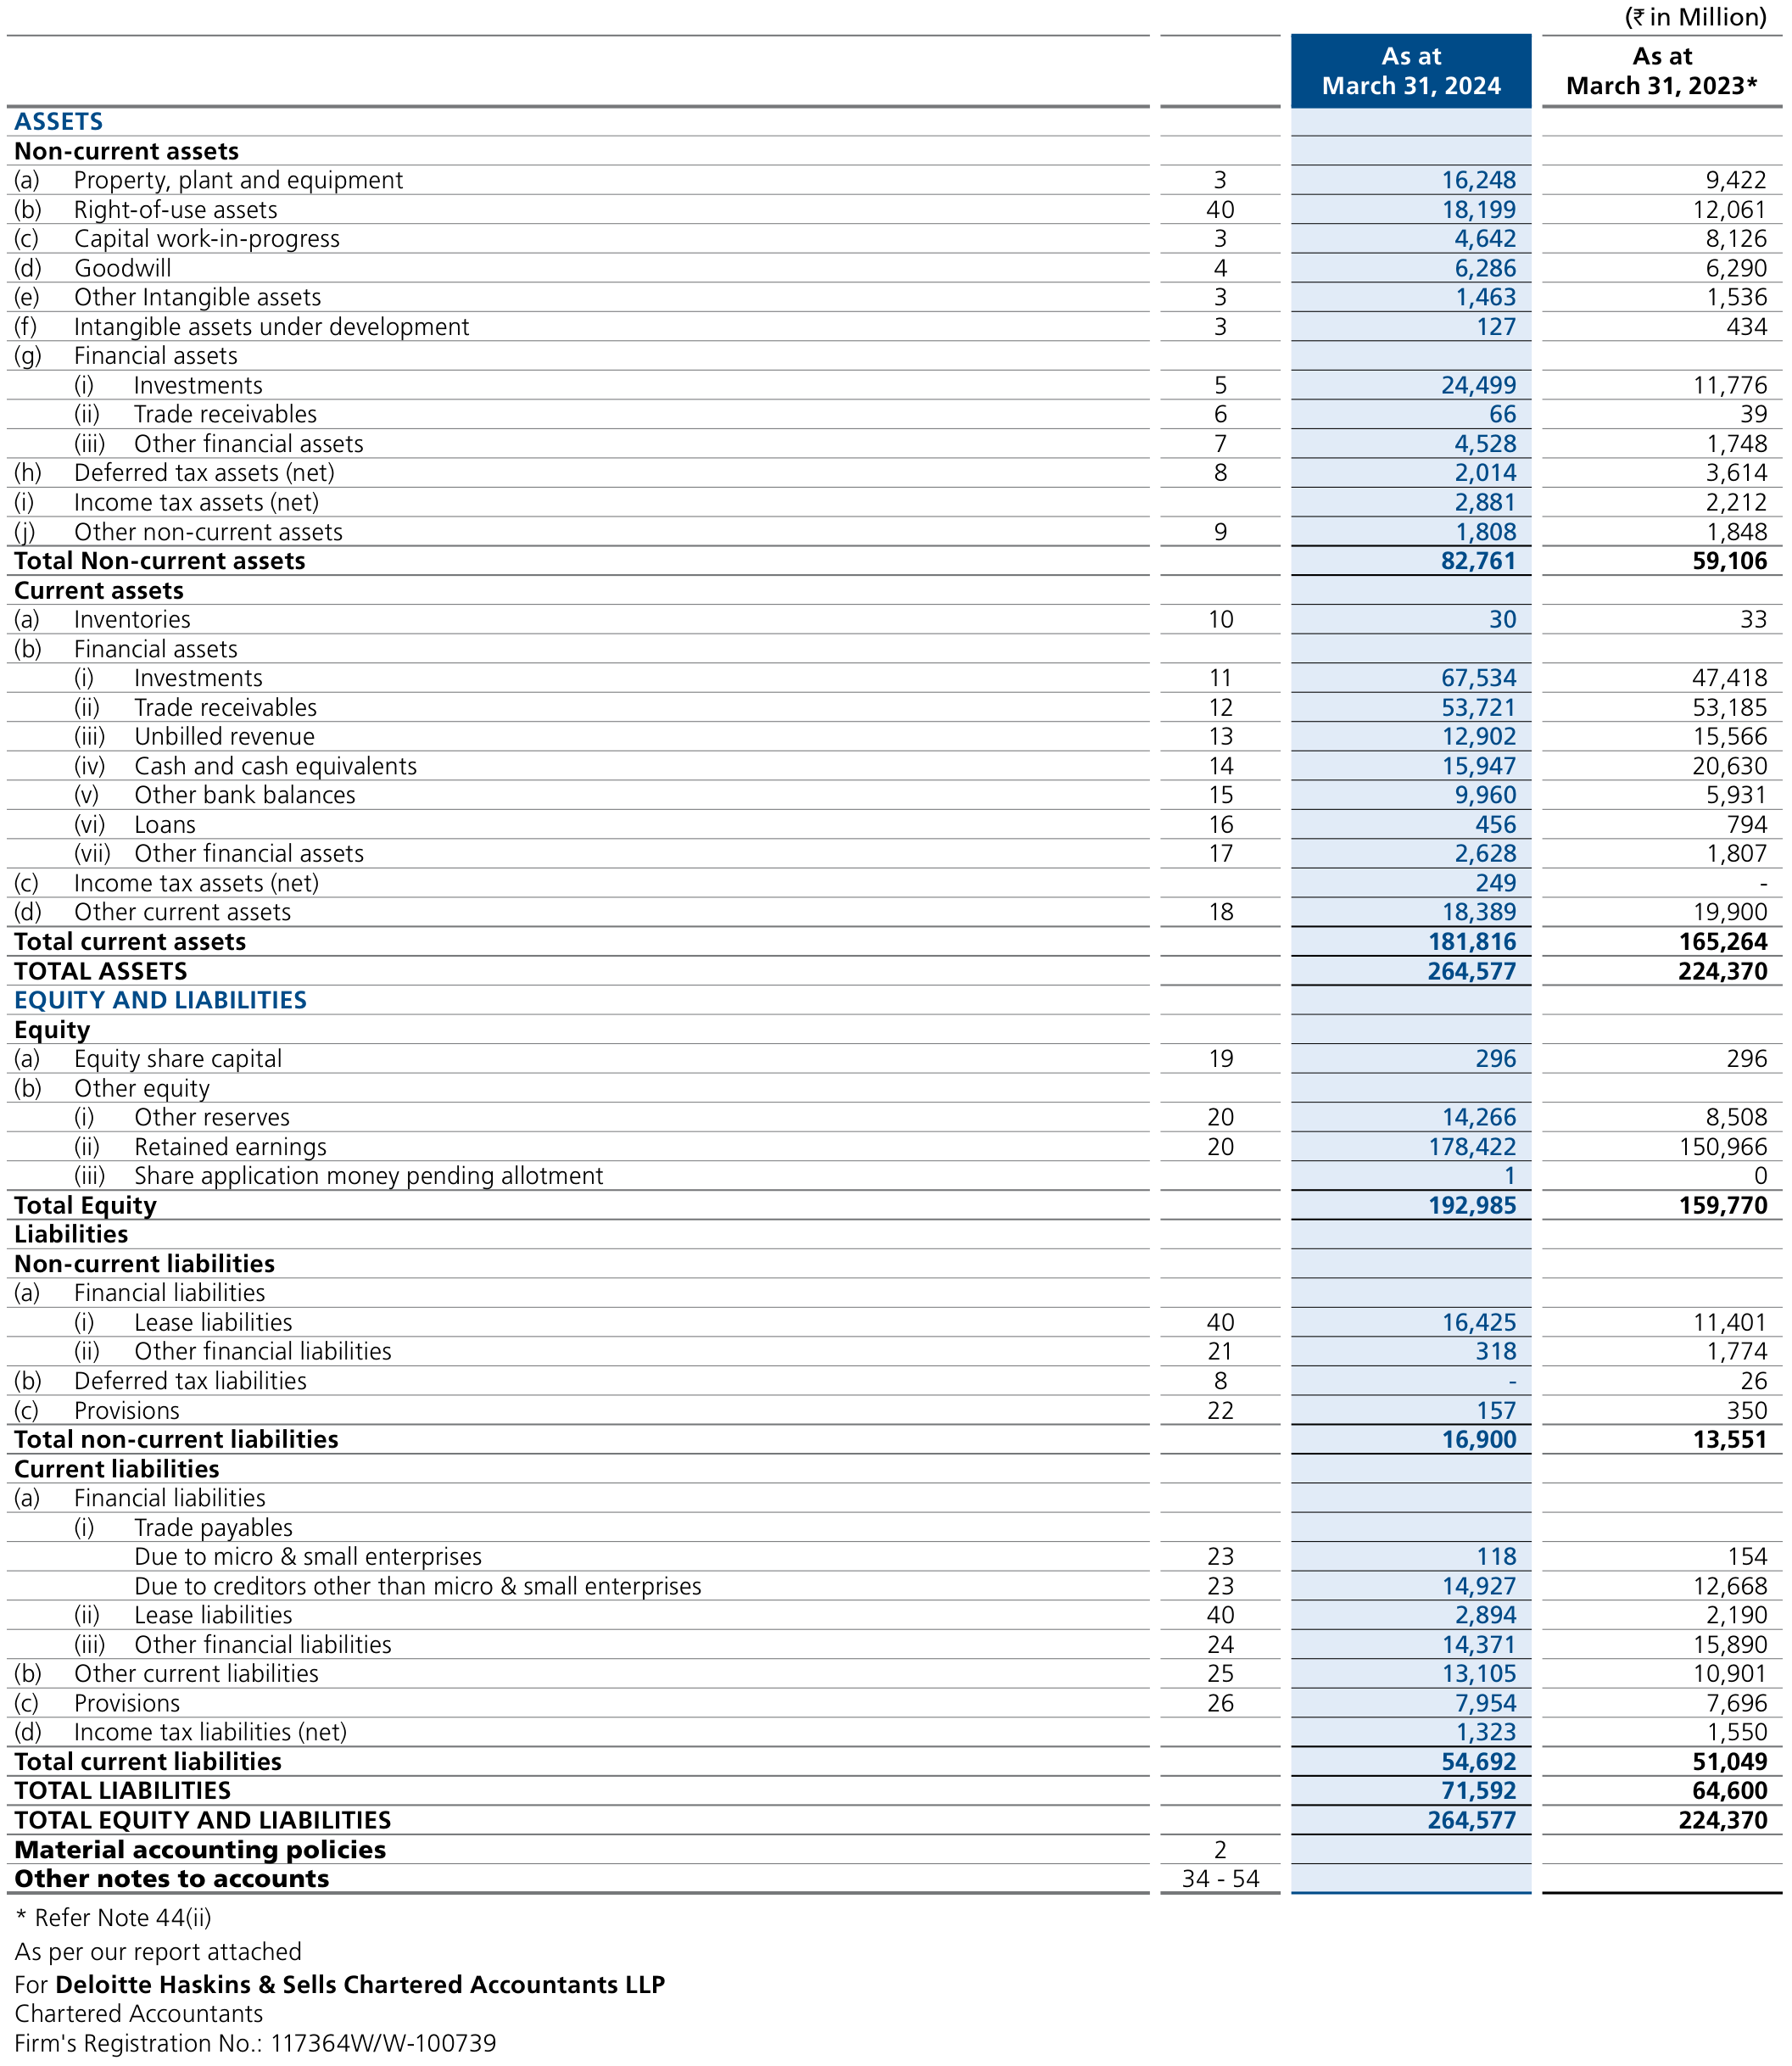 (₹ in Million)
As at March 31, 2024 As at March 31, 2023*
ASSETS
Non-current assets
(a) Property, plant and equipment 3 16,248 9,422
(b) Right-of-use assets 40 18,199 12,061
(c) Capital work-in-progress 3 4,642 8,126
(d) Goodwill 4 6,286 6,290
(e) Other Intangible assets 3 1,463 1,536
(f) Intangible assets under development 3 127 434
(g) Financial assets
(i) Investments 5 24,499 11,776
(ii) Trade receivables 6 66 39
(iii) Other financial assets 7 4,528 1,748
(h) Deferred tax assets (net) 8 2,014 3,614
(i) Income tax assets (net) 2,881 2,212
(j) Other non-current assets 9 1,808 1,848
Total Non-current assets 82,761 59,106
Current assets
(a) Inventories 10 30 33
(b) Financial assets
(i) Investments 11 67,534 47,418
(ii) Trade receivables 12 53,721 53,185
(iii) Unbilled revenue 13 12,902 15,566
(iv) Cash and cash equivalents 14 15,947 20,630
(v) Other bank balances 15 9,960 5,931
(vi) Loans 16 456 794
(vii) Other financial assets 17 2,628 1,807
(c) Income tax assets (net) 249 -
(d) Other current assets 18 18,389 19,900
Total current assets 181,816 165,264
TOTAL ASSETS 264,577 224,370
EQUITY AND LIABILITIES
Equity
(a) Equity share capital 19 296 296
(b) Other equity
(i) Other reserves 20 14,266 8,508
(ii) Retained earnings 20 178,422 150,966
(iii) Share application money pending allotment 1 0
Total Equity 192,985 159,770
Liabilities
Non-current liabilities
(a) Financial liabilities
(i) Lease liabilities 40 16,425 11,401
(ii) Other financial liabilities 21 318 1,774
(b) Deferred tax liabilities 8 - 26
(c) Provisions 22 157 350
Total non-current liabilities 16,900 13,551
Current liabilities
(a) Financial liabilities
(i) Trade payables
Due to micro & small enterprises 23 118 154
Due to creditors other than micro & small enterprises 23 14,927 12,668
(ii) Lease liabilities 40 2,894 2,190
(iii) Other financial liabilities 24 14,371 15,890
(b) Other current liabilities 25 13,105 10,901
(c) Provisions 26 7,954 7,696
(d) Income tax liabilities (net) 1,323 1,550
Total current liabilities 54,692 51,049
TOTAL LIABILITIES 71,592 64,600
TOTAL EQUITY AND LIABILITIES 264,577 224,370
Material accounting policies 2
Other notes to accounts 34 - 54
* Refer Note 44(ii)
As per our report attached
For Deloitte Haskins & Sells Chartered Accountants LLP
Chartered Accountants
Firm's Registration No.: 117364W/W-100739